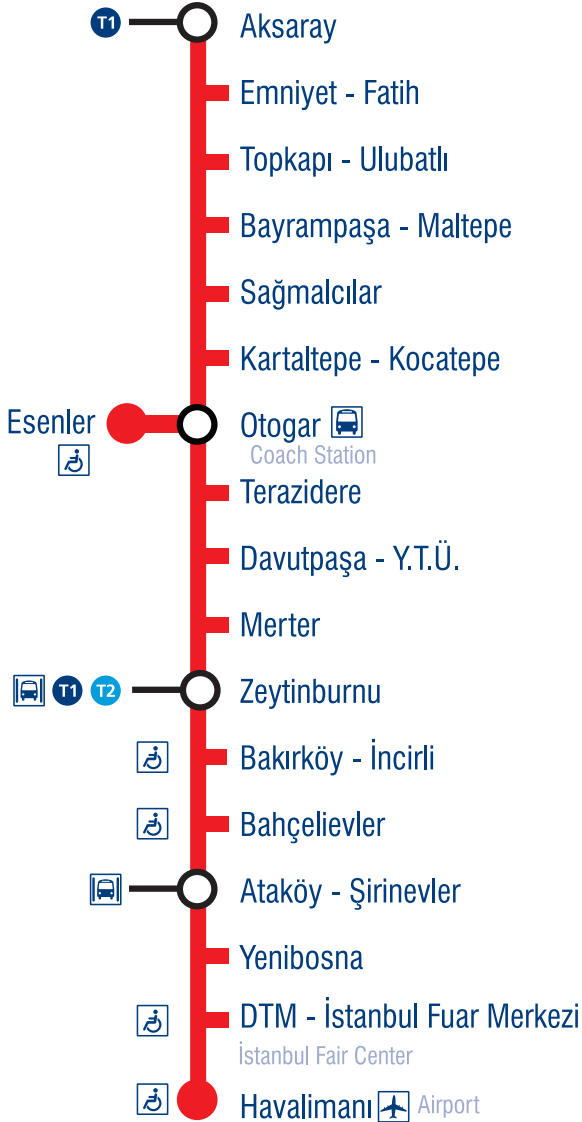 T1 Aksaray
Emniyet - Fatih
Topkapı - Ulubatlı
Bayrampaşa - Maltepe
Sağmalcılar
Kartaltepe - Kocatepe
Esenler Otogar
Coach Station
Terazidere
Davutpaşa - Y.T.Ü.
Merter
T1 T2 Zeytinburnu
Bakırköy - İncirli
Bahçelievler
Ataköy - Şirinevler
Yenibosna
DTM - İstanbul Fuar Merkezi
İstanbul Fair Center
Havalimanı Airport